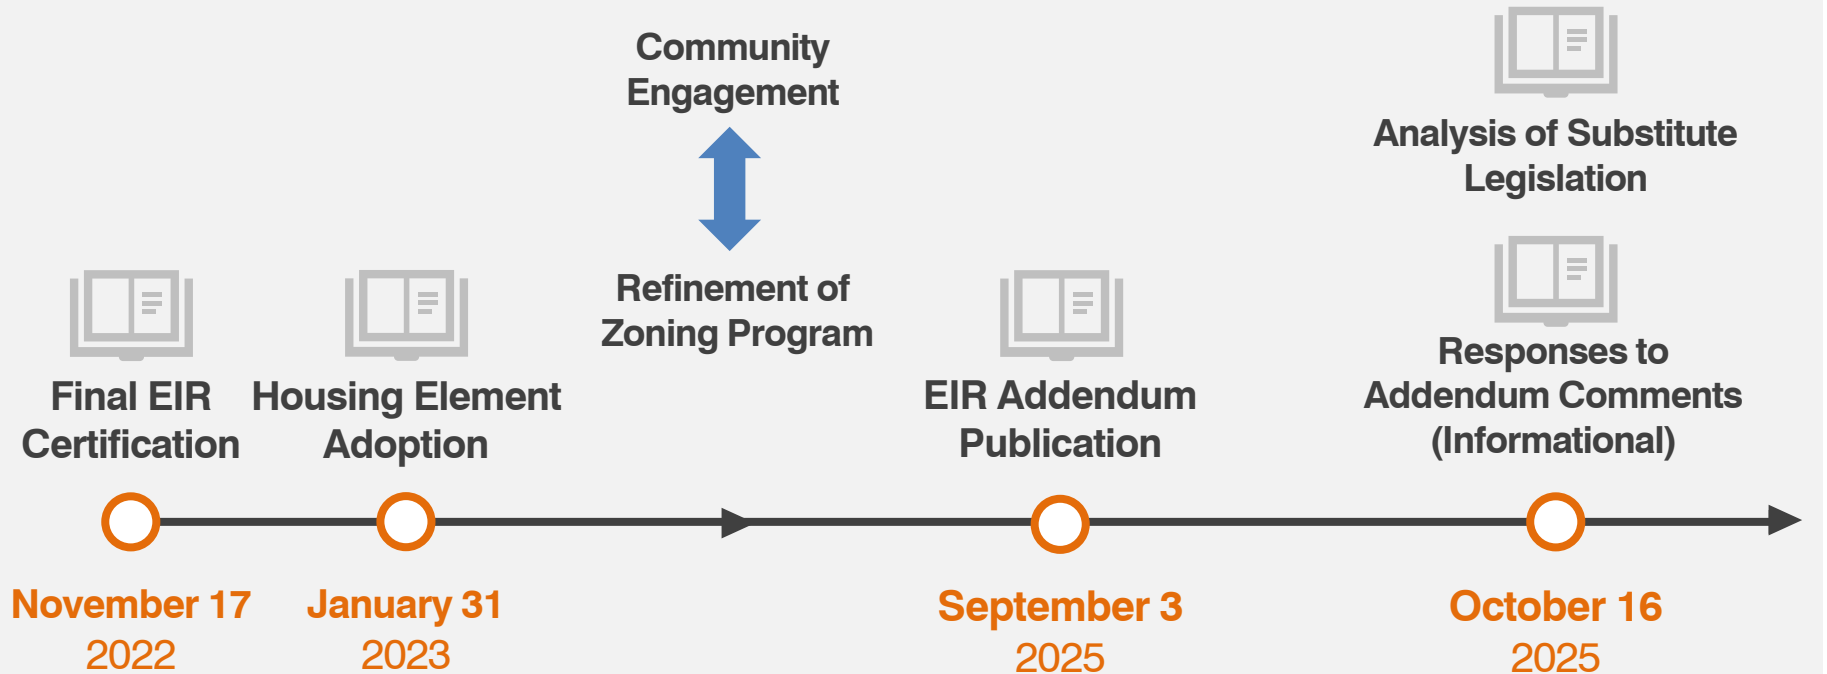 Community
Engagement
Refinement of
Zoning Program
Final EIR
Certification
Housing Element
Adoption
EIR Addendum
Publication
Analysis of Substitute
Legislation
Responses to
Addendum Comments
(Informational)
November 17
2022
January 31
2023
September 3
2025
October 16
2025